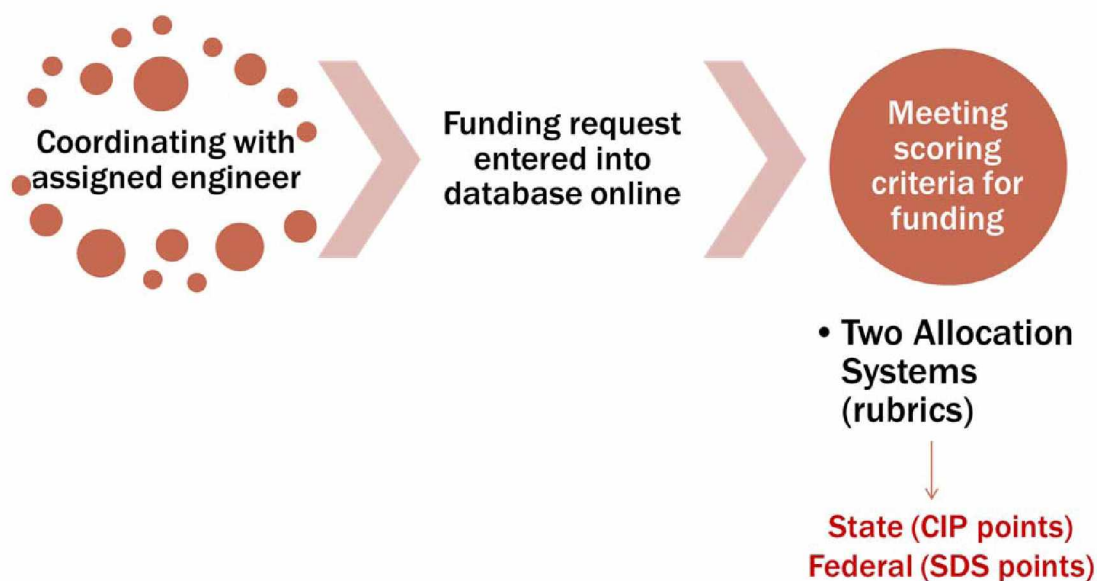 Coordinating with
assigned engineer
Funding request
entered into
database online
Meeting
scoring
criteria for
funding
• Two Allocation
Systems
(rubrics)
State (CIP points)
Federal (SDS points)